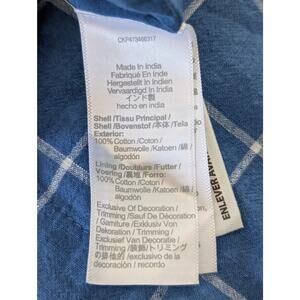 CKP473466317
Made In India
Fabriqué En Inde
Hergestellt in Indien
Vervaardigd in India
インド製
hecho en india
Shell / Tissu Principal /
Shell /Bovenstof /本体 /Tela
Exterior:
100%Cotton /Coton /
Baumwolle /Katoen /綿 /
algodón
Lining /Doublure /Futter /
Voering /裏地 /Forro:
100%Cotton /Coton /
Baumwolle /Katoen /綿 /
algodón
Exclusive Of Decoration /
Trimming /Sauf De Décoration
/ Garniture /Exklusiv Von
Dekoration /Trimming /
Exclusief Van Decoratie /
Trimming /装飾/トリミング
の排他的 /exclusivo de la
decoración / recordo
ENLEVER AVA